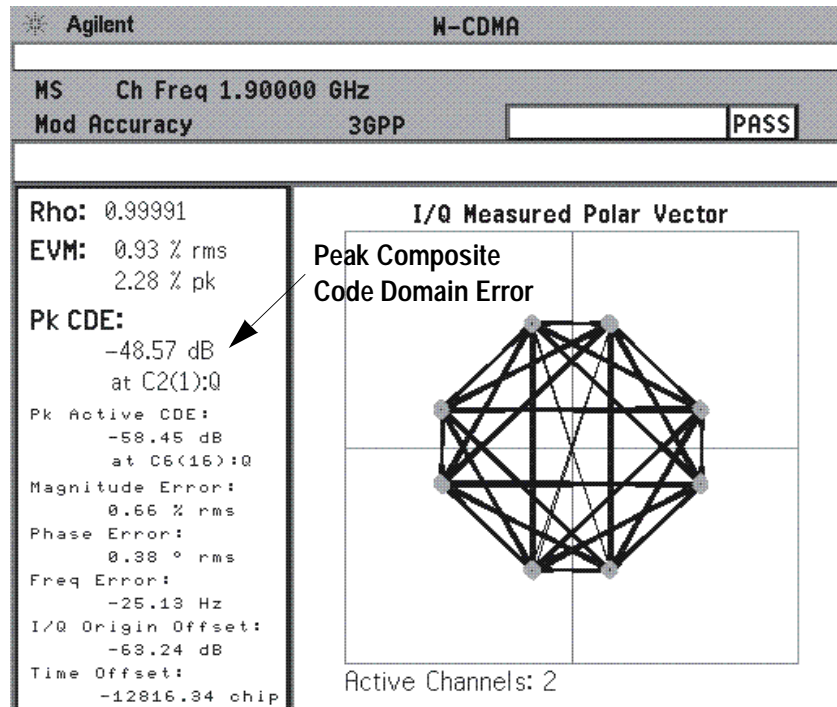 Agilent
W-CDMA
MS Ch Freq 1.90000 GHz
Mod Accuracy 3GPP PASS
Rho: 0.99991
EVM: 0.93 % rms
2.28 % pk
Pk CDE:
-48.57 dB
at C2(1):Q
Pk Active CDE:
-58.45 dB
at C6(16):Q
Magnitude Error:
0.66 % rms
Phase Error:
0.38 ° rms
Freq Error:
-25.13 Hz
I/Q Origin Offset:
-63.24 dB
Time Offset:
-12816.34 chip
I/Q Measured Polar Vector
Peak Composite
Code Domain Error
Active Channels: 2